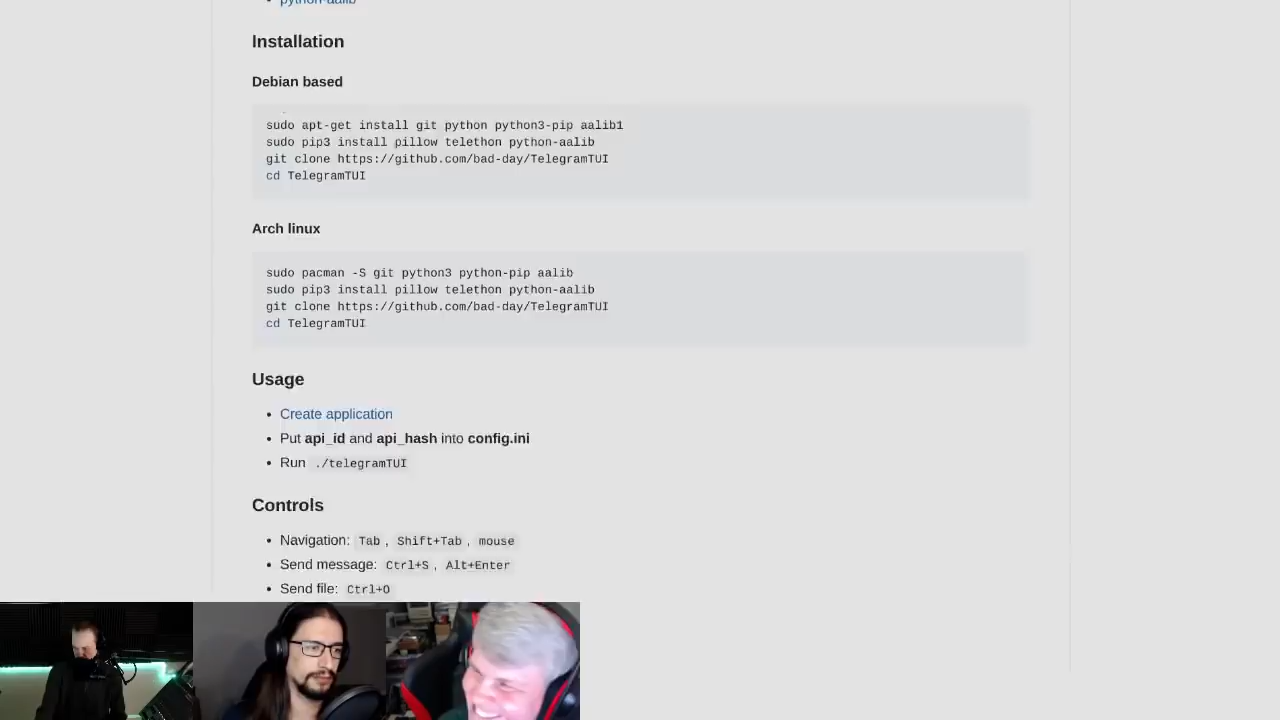 python-aalib
Installation
Debian based
sudo apt-get install git python python3-pip aalib1
sudo pip3 install pillow telethon python-aalib
git clone https://github.com/bad-day/TelegramTUI
cd TelegramTUI
Arch linux
sudo pacman -S git python3 python-pip aalib
sudo pip3 install pillow telethon python-aalib
git clone https://github.com/bad-day/TelegramTUI
cd TelegramTUI
Usage
Create application
Put api_id and api_hash into config.ini
Run ./telegramTUI
Controls
Navigation: Tab , Shift+Tab , mouse
Send message: Ctrl+S , Alt+Enter
Send file: Ctrl+O